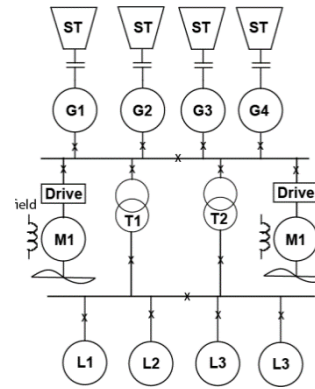 ST ST ST ST
G1 G2 G3 G4
Drive Drive
T1 T2
ield
M1 M1
L1 L2 L3 L3